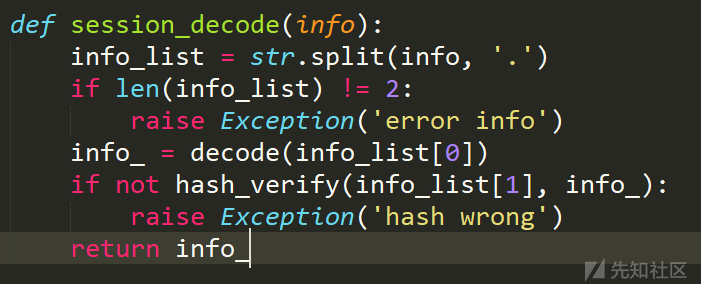 def session_decode(info):
    info_list = str.split(info, '.')
    if len(info_list) != 2:
        raise Exception('error info')
    info_ = decode(info_list[0])
    if not hash_verify(info_list[1], info_):
        raise Exception('hash wrong')
    return info_
先知社区